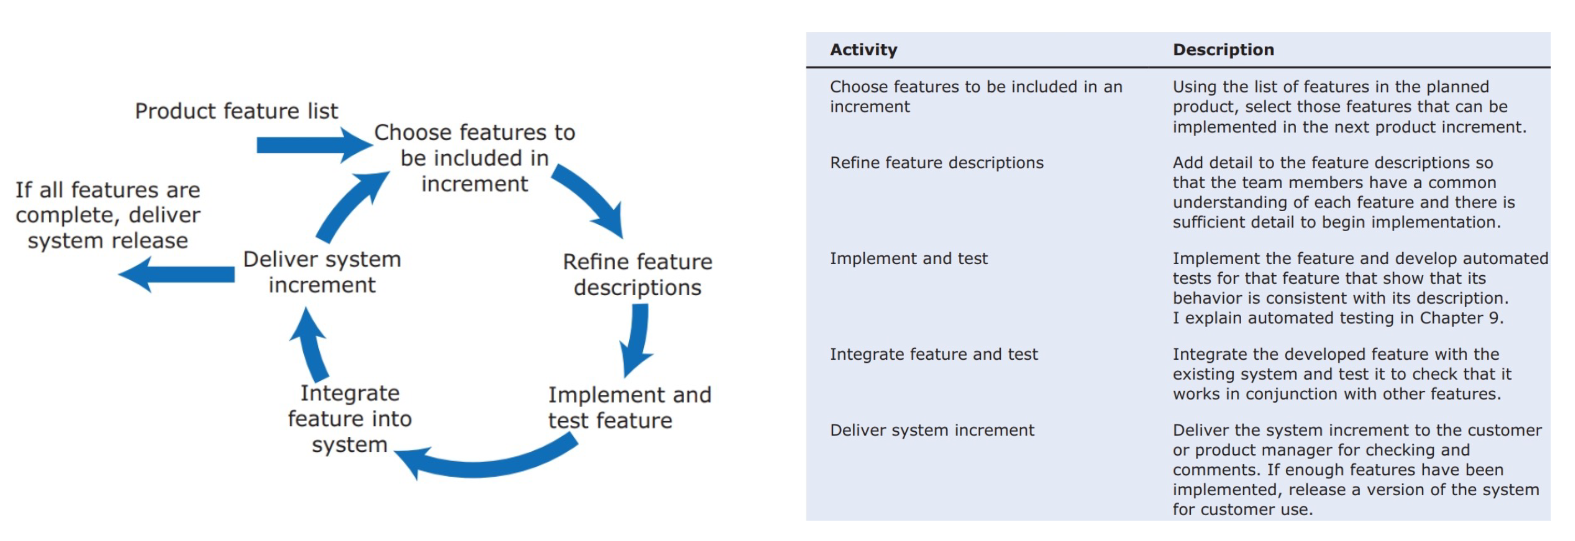 Product feature list
Choose features to
be included in
increment
If all features are
complete, deliver
system release
Deliver system
increment
Refine feature
descriptions
Integrate
feature into
system
Implement and
test feature
Activity
Description
Choose features to be included in an
increment
Using the list of features in the planned
product, select those features that can be
implemented in the next product increment.
Refine feature descriptions
Add detail to the feature descriptions so
that the team members have a common
understanding of each feature and there is
sufficient detail to begin implementation.
Implement and test
Implement the feature and develop automated
tests for that feature that show that its
behavior is consistent with its description.
I explain automated testing in Chapter 9.
Integrate feature and test
Integrate the developed feature with the
existing system and test it to check that it
works in conjunction with other features.
Deliver system increment
Deliver the system increment to the customer
or product manager for checking and
comments. If enough features have been
implemented, release a version of the system
for customer use.